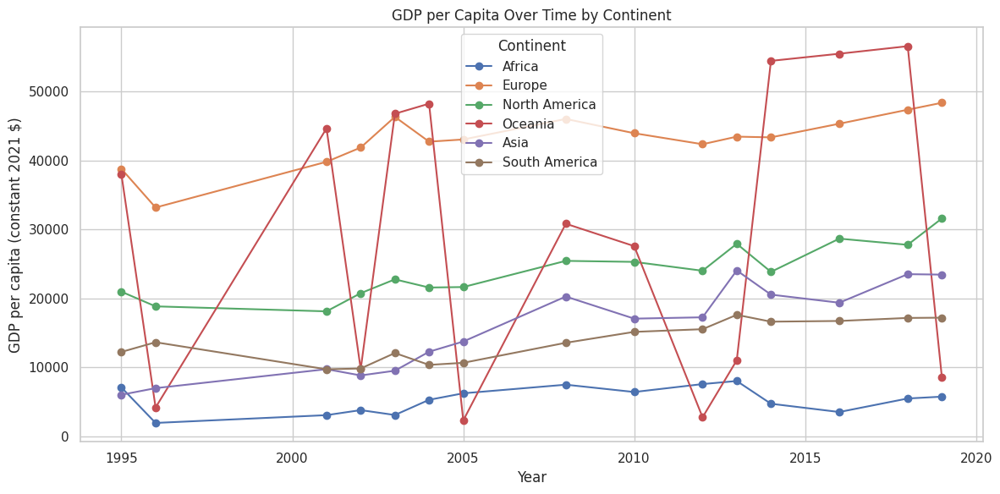 GDP per Capita Over Time by Continent
GDP per capita (constant 2021 $)
50000
40000
30000
20000
10000
0
Continent
Africa
Europe
North America
Oceania
Asia
South America
1995
2000
2005
2010
2015
2020
Year